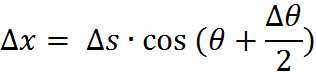 Δx = Δs · cos (θ + Δθ/2)